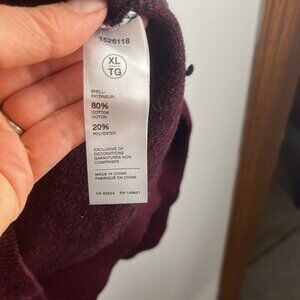 1526118
XL
TG
SHELL:
EXTÉRIEUR:
80%
COTTON
COTON
20%
POLYESTER
EXCLUSIVE OF
DECORATIONS
GARNITURES NON
COMPRISES
MADE IN CHINA
FABRIQUÉ EN CHINE